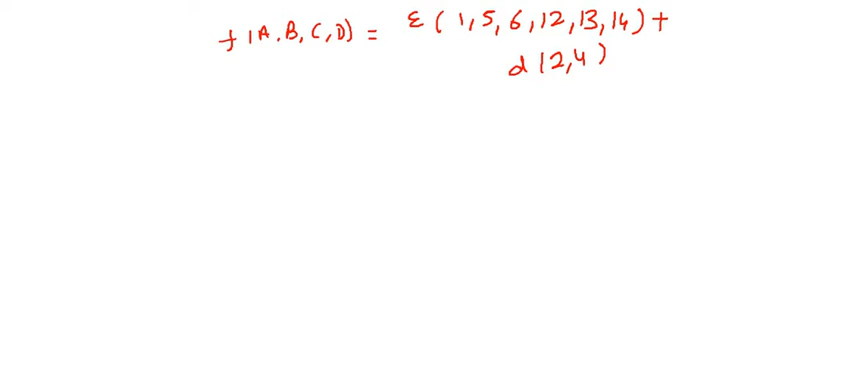 f(A,B,C,D) = Ɛ(1,5,6,12,13,14)+
d(2,4)